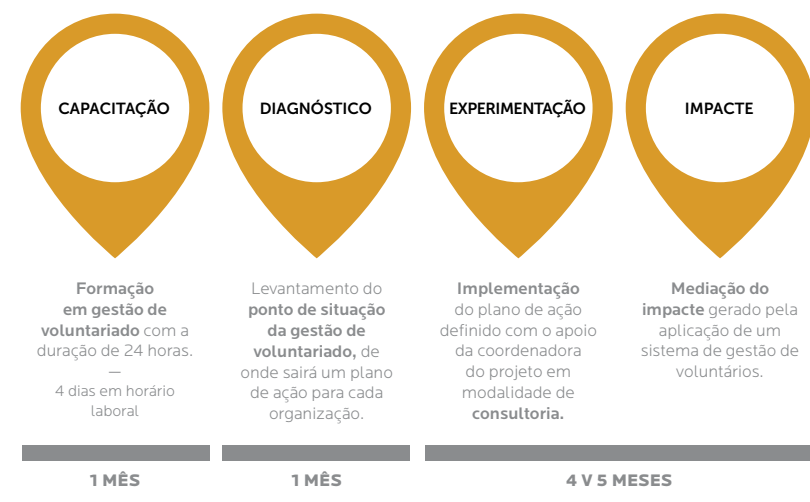 CAPACITAÇÃO
DIAGNÓSTICO
EXPERIMENTAÇÃO
IMPACTE
Formação
em gestão de
voluntariado com a
duração de 24 horas.
—
4 dias em horário
laboral
Levantamento do
ponto de situação
da gestão de
voluntariado, de
onde sairá um plano
de ação para cada
organização.
Implementação
do plano de ação
definido com o apoio
da coordenadora
do projeto em
modalidade de
consultoria.
Mediação do
impacte gerado pela
aplicação de um
sistema de gestão de
voluntários.
1 MÊS
1 MÊS
4 V 5 MESES